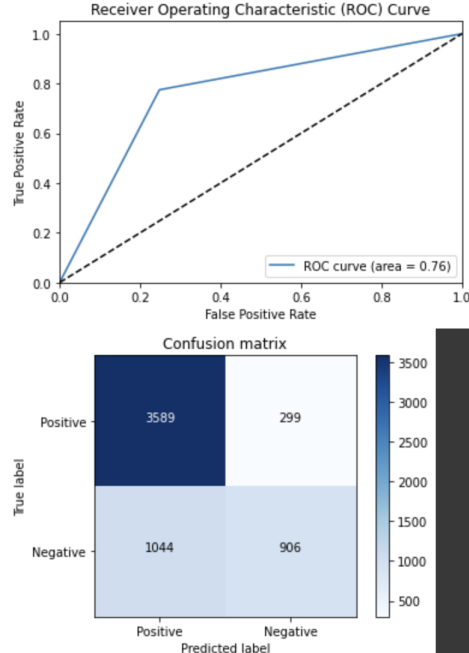 Receiver Operating Characteristic (ROC) Curve
1.0
0.8
0.6
0.4
0.2
0.0
True Positive Rate
ROC curve (area = 0.76)
0.0 0.2 0.4 0.6 0.8 1.0
False Positive Rate
Confusion matrix
3500
3000
2500
2000
1500
1000
500
True label
Positive 3589 299
Negative 1044 906
Positive Negative
Predicted label